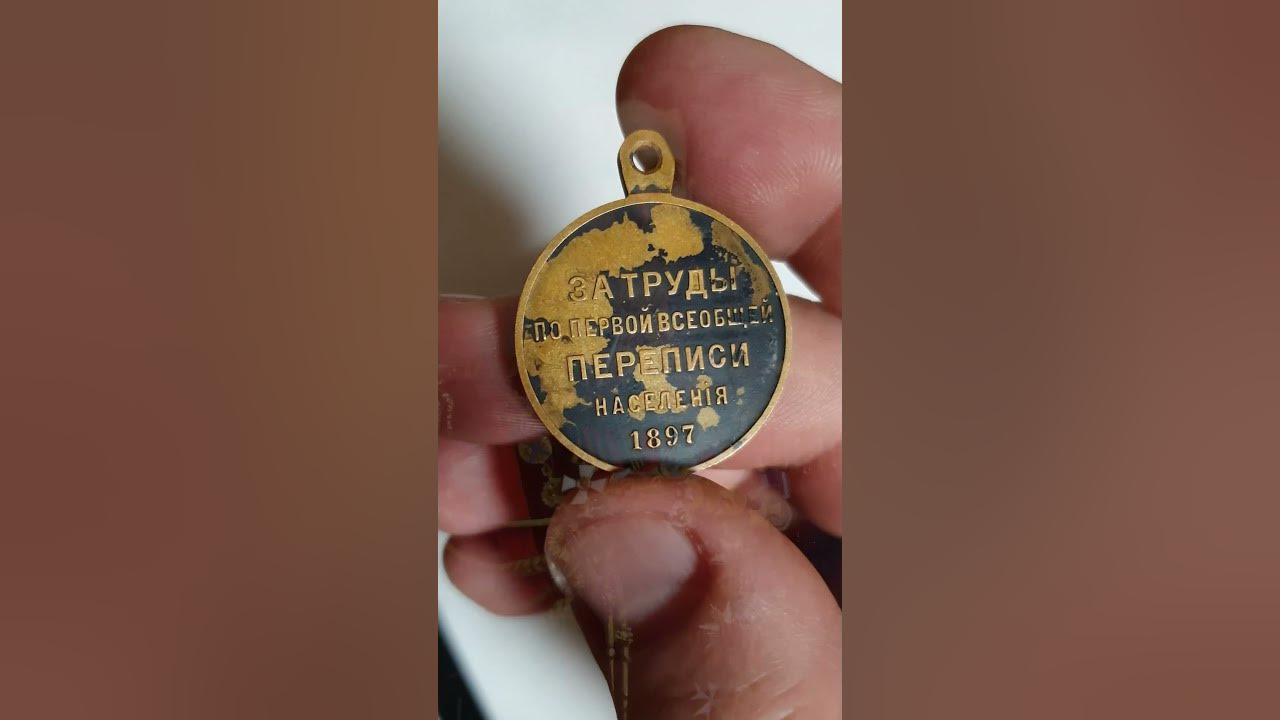 ЗА ТРУДЫ
ПО ПЕРВОЙ ВСЕОБЩЕЙ
ПЕРЕПИСИ
НАСЕЛЕНІЯ
1897